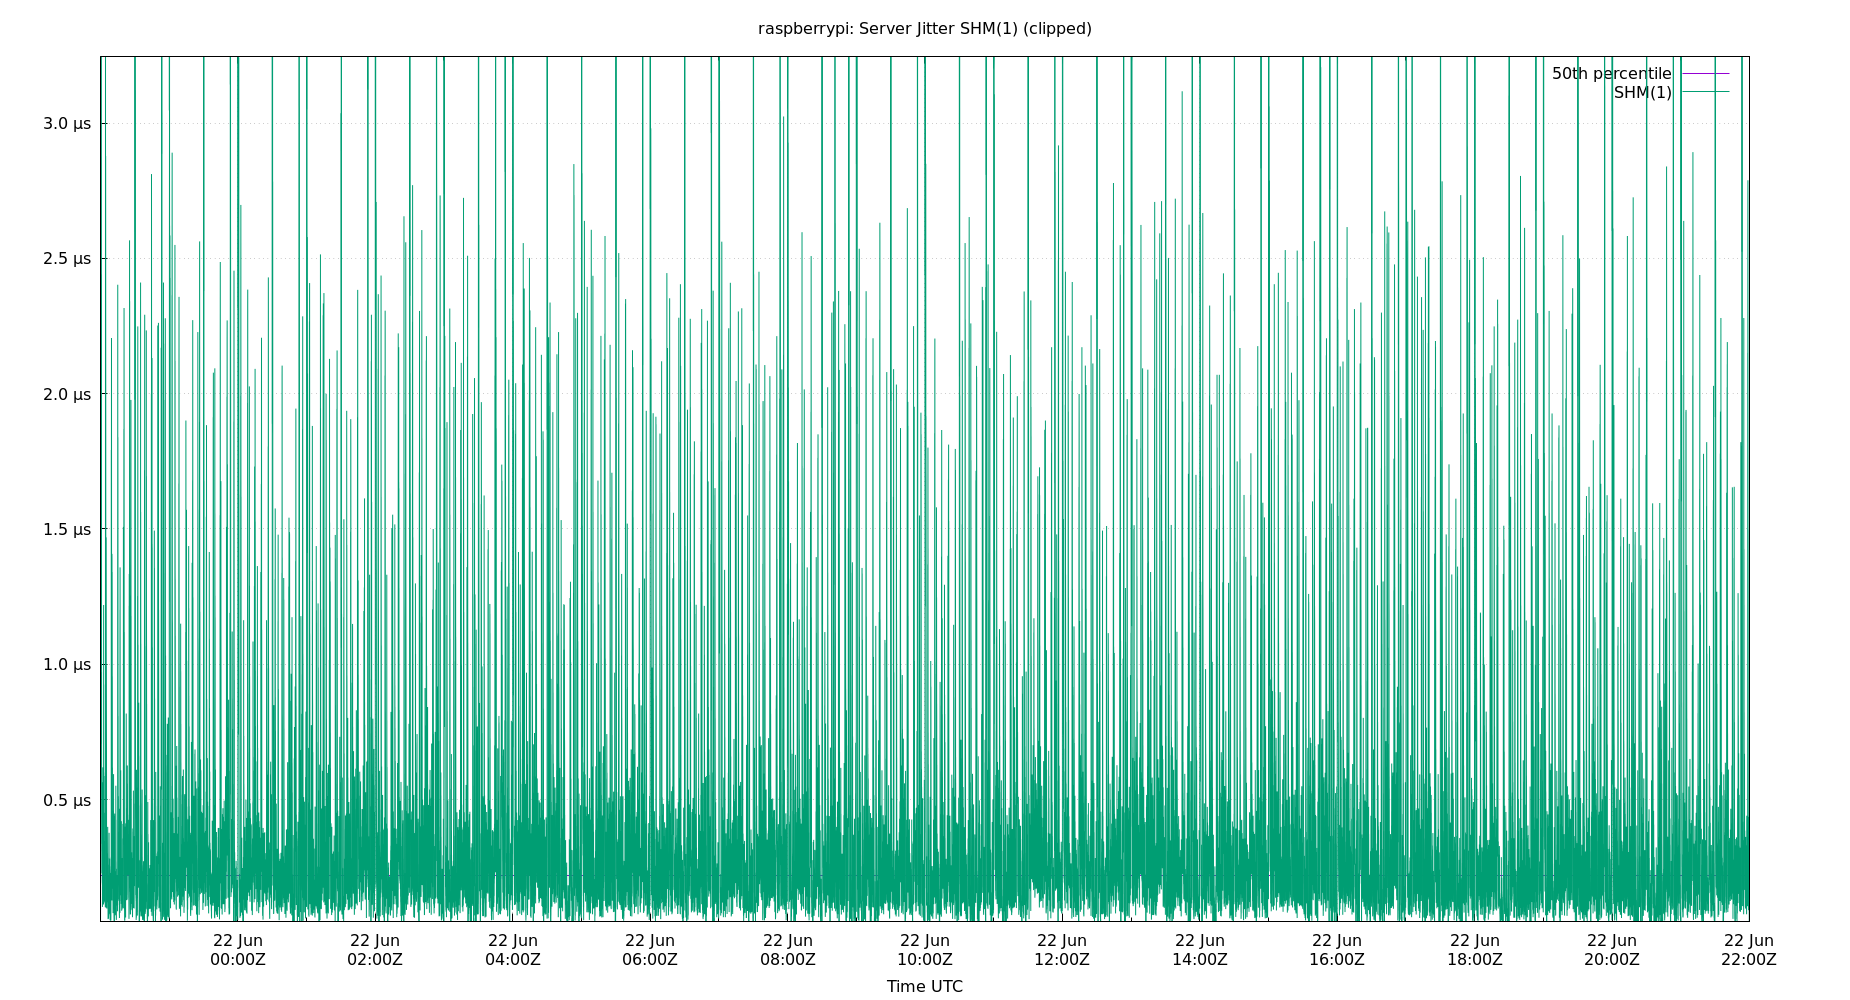 raspberrypi: Server Jitter SHM(1) (clipped)
50th percentile
SHM(1)
3.0 μs
2.5 μs
2.0 μs
1.5 μs
1.0 μs
0.5 μs
22 Jun 22 Jun 22 Jun 22 Jun 22 Jun 22 Jun 22 Jun 22 Jun 22 Jun 22 Jun 22 Jun 22 Jun
00:00Z 02:00Z 04:00Z 06:00Z 08:00Z 10:00Z 12:00Z 14:00Z 16:00Z 18:00Z 20:00Z 22:00Z
Time UTC